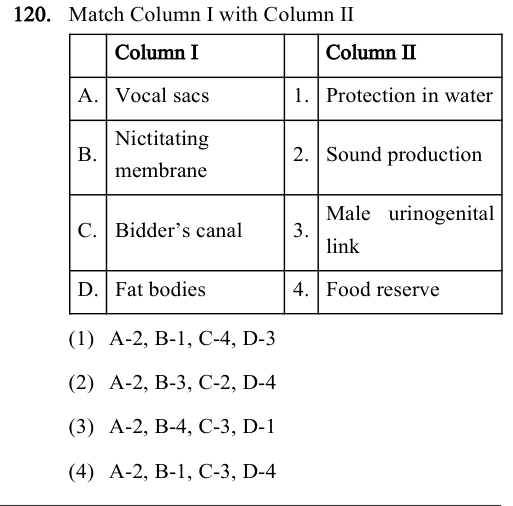 120. Match Column I with Column II
Column I Column II
A. Vocal sacs 1. Protection in water
B. Nictitating membrane 2. Sound production
C. Bidder’s canal 3. Male urinogenital link
D. Fat bodies 4. Food reserve
(1) A-2, B-1, C-4, D-3
(2) A-2, B-3, C-2, D-4
(3) A-2, B-4, C-3, D-1
(4) A-2, B-1, C-3, D-4